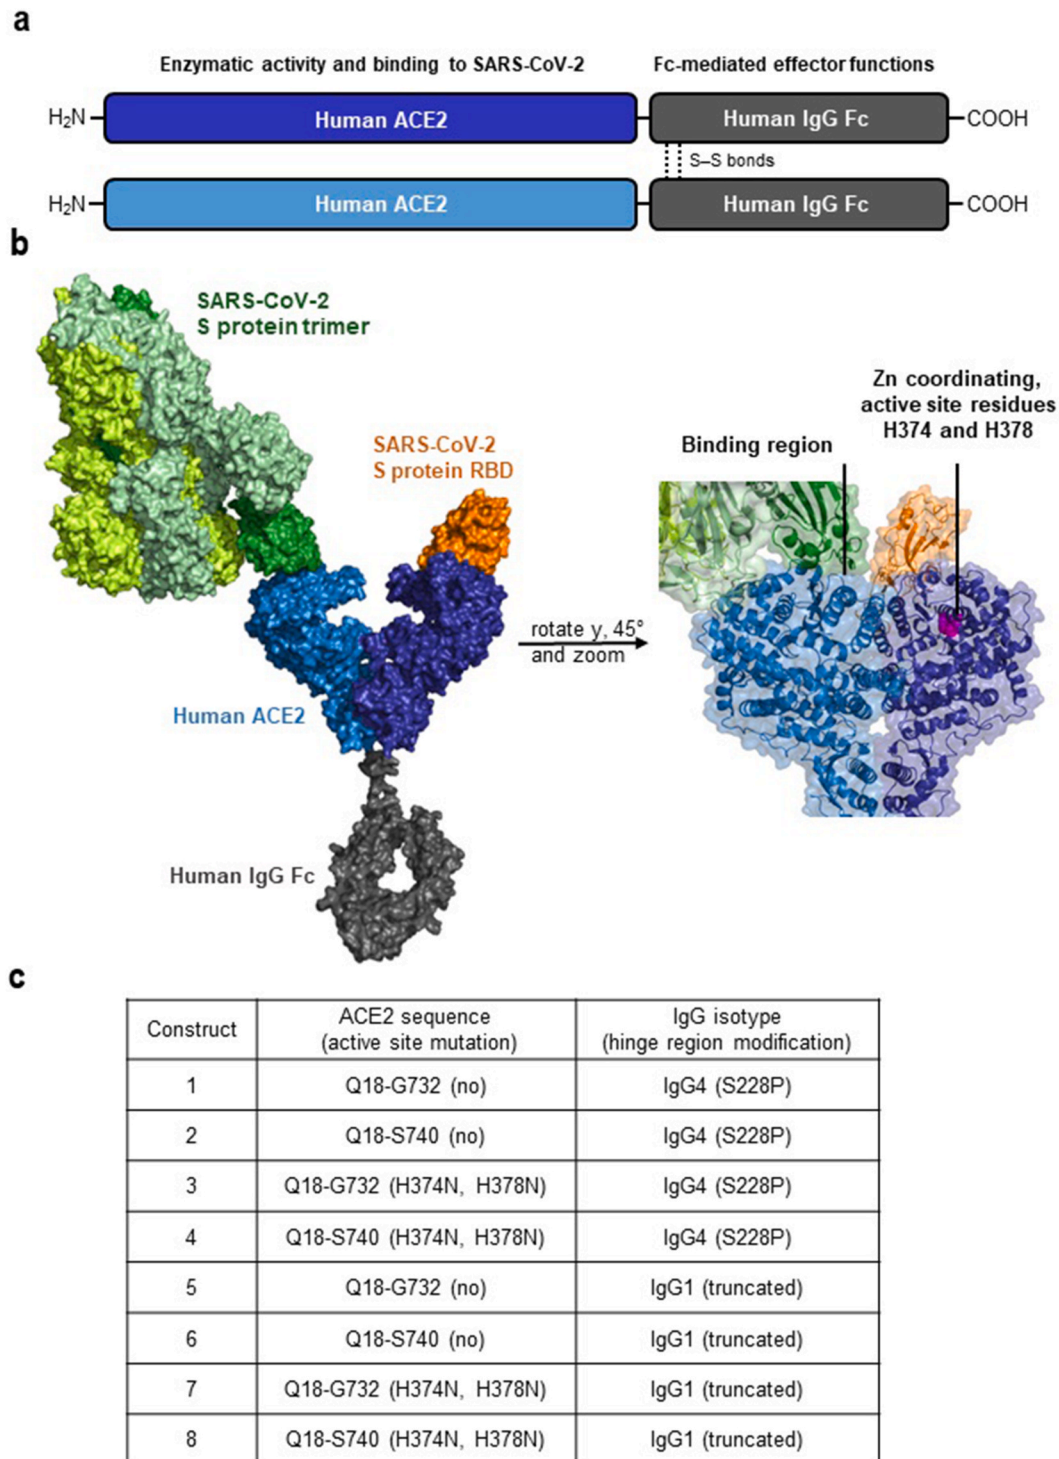 a
Enzymatic activity and binding to SARS-CoV-2
Fc-mediated effector functions
H₂N
Human ACE2
Human IgG Fc
COOH
S–S bonds
H₂N
Human ACE2
Human IgG Fc
COOH
b
SARS-CoV-2
S protein trimer
SARS-CoV-2
S protein RBD
Human ACE2
Human IgG Fc
rotate y, 45°
and zoom
Binding region
Zn coordinating,
active site residues
H374 and H378
c
Construct
ACE2 sequence
(active site mutation)
IgG isotype
(hinge region modification)
1 Q18-G732 (no) IgG4 (S228P)
2 Q18-S740 (no) IgG4 (S228P)
3 Q18-G732 (H374N, H378N) IgG4 (S228P)
4 Q18-S740 (H374N, H378N) IgG4 (S228P)
5 Q18-G732 (no) IgG1 (truncated)
6 Q18-S740 (no) IgG1 (truncated)
7 Q18-G732 (H374N, H378N) IgG1 (truncated)
8 Q18-S740 (H374N, H378N) IgG1 (truncated)